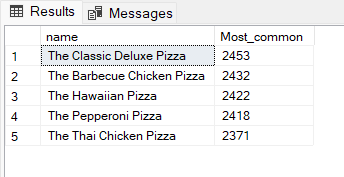 Results Messages
name Most_common
1 The Classic Deluxe Pizza 2453
2 The Barbecue Chicken Pizza 2432
3 The Hawaiian Pizza 2422
4 The Pepperoni Pizza 2418
5 The Thai Chicken Pizza 2371